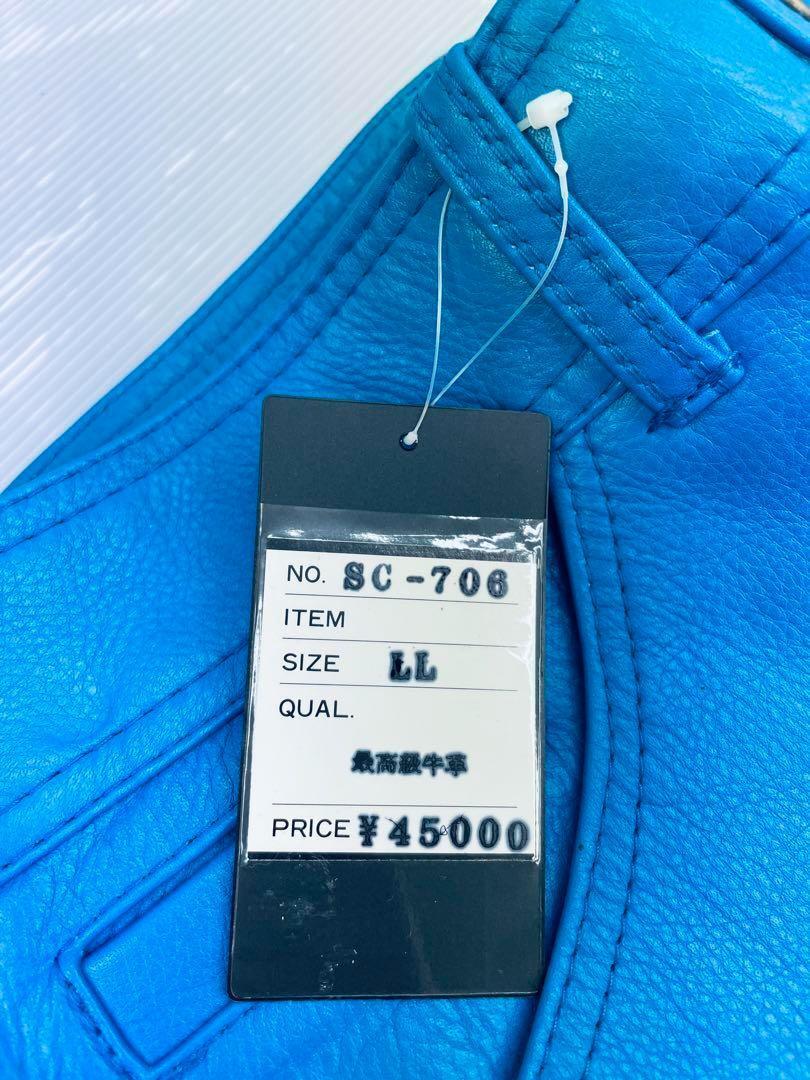 NO. SC-706
ITEM
SIZE LL
QUAL.
最高級牛革
PRICE ¥45000